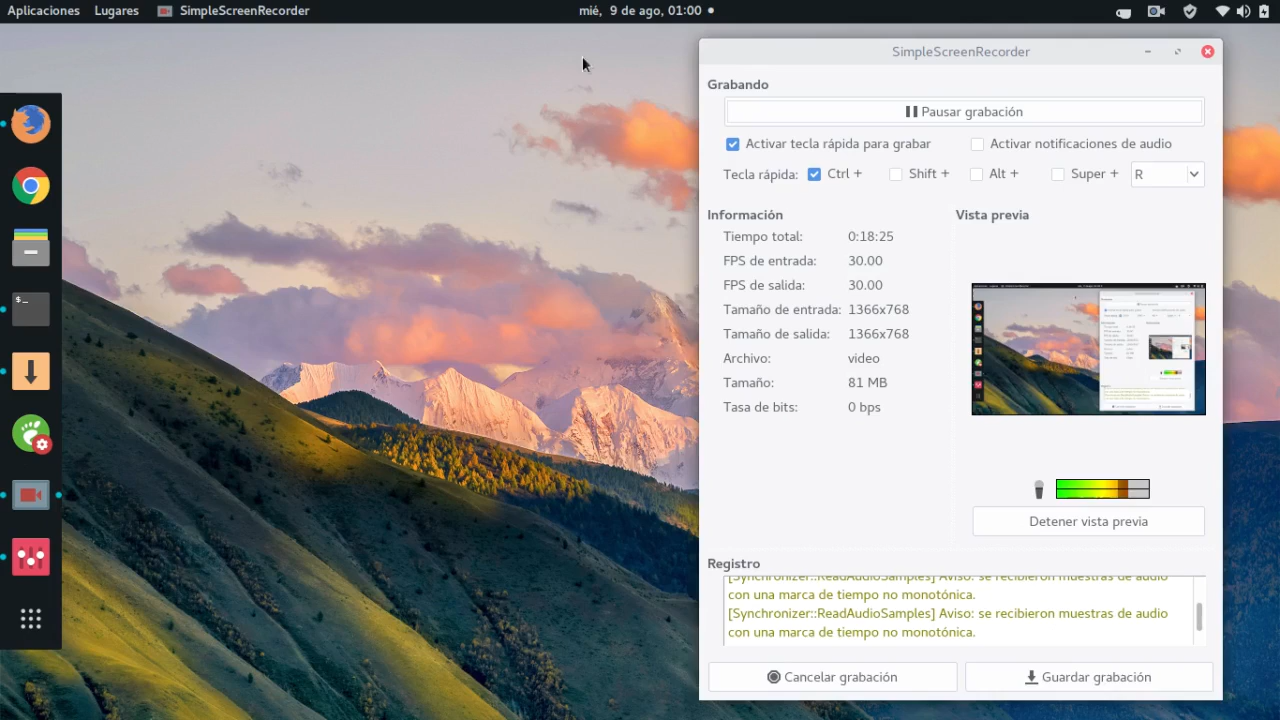 Aplicaciones Lugares SimpleScreenRecorder mié, 9 de ago, 01:00
SimpleScreenRecorder
Grabando
Pausar grabación
Activar tecla rápida para grabar Activar notificaciones de audio
Tecla rápida: Ctrl + Shift + Alt + Super + R
Información Vista previa
Tiempo total: 0:18:25
FPS de entrada: 30.00
FPS de salida: 30.00
Tamaño de entrada: 1366x768
Tamaño de salida: 1366x768
Archivo: video
Tamaño: 81 MB
Tasa de bits: 0 bps
Detener vista previa
Registro
[Synchronizer::ReadAudioSamples] Aviso: se recibieron muestras de audio
con una marca de tiempo no monotónica.
[Synchronizer::ReadAudioSamples] Aviso: se recibieron muestras de audio
con una marca de tiempo no monotónica.
Cancelar grabación Guardar grabación
$_